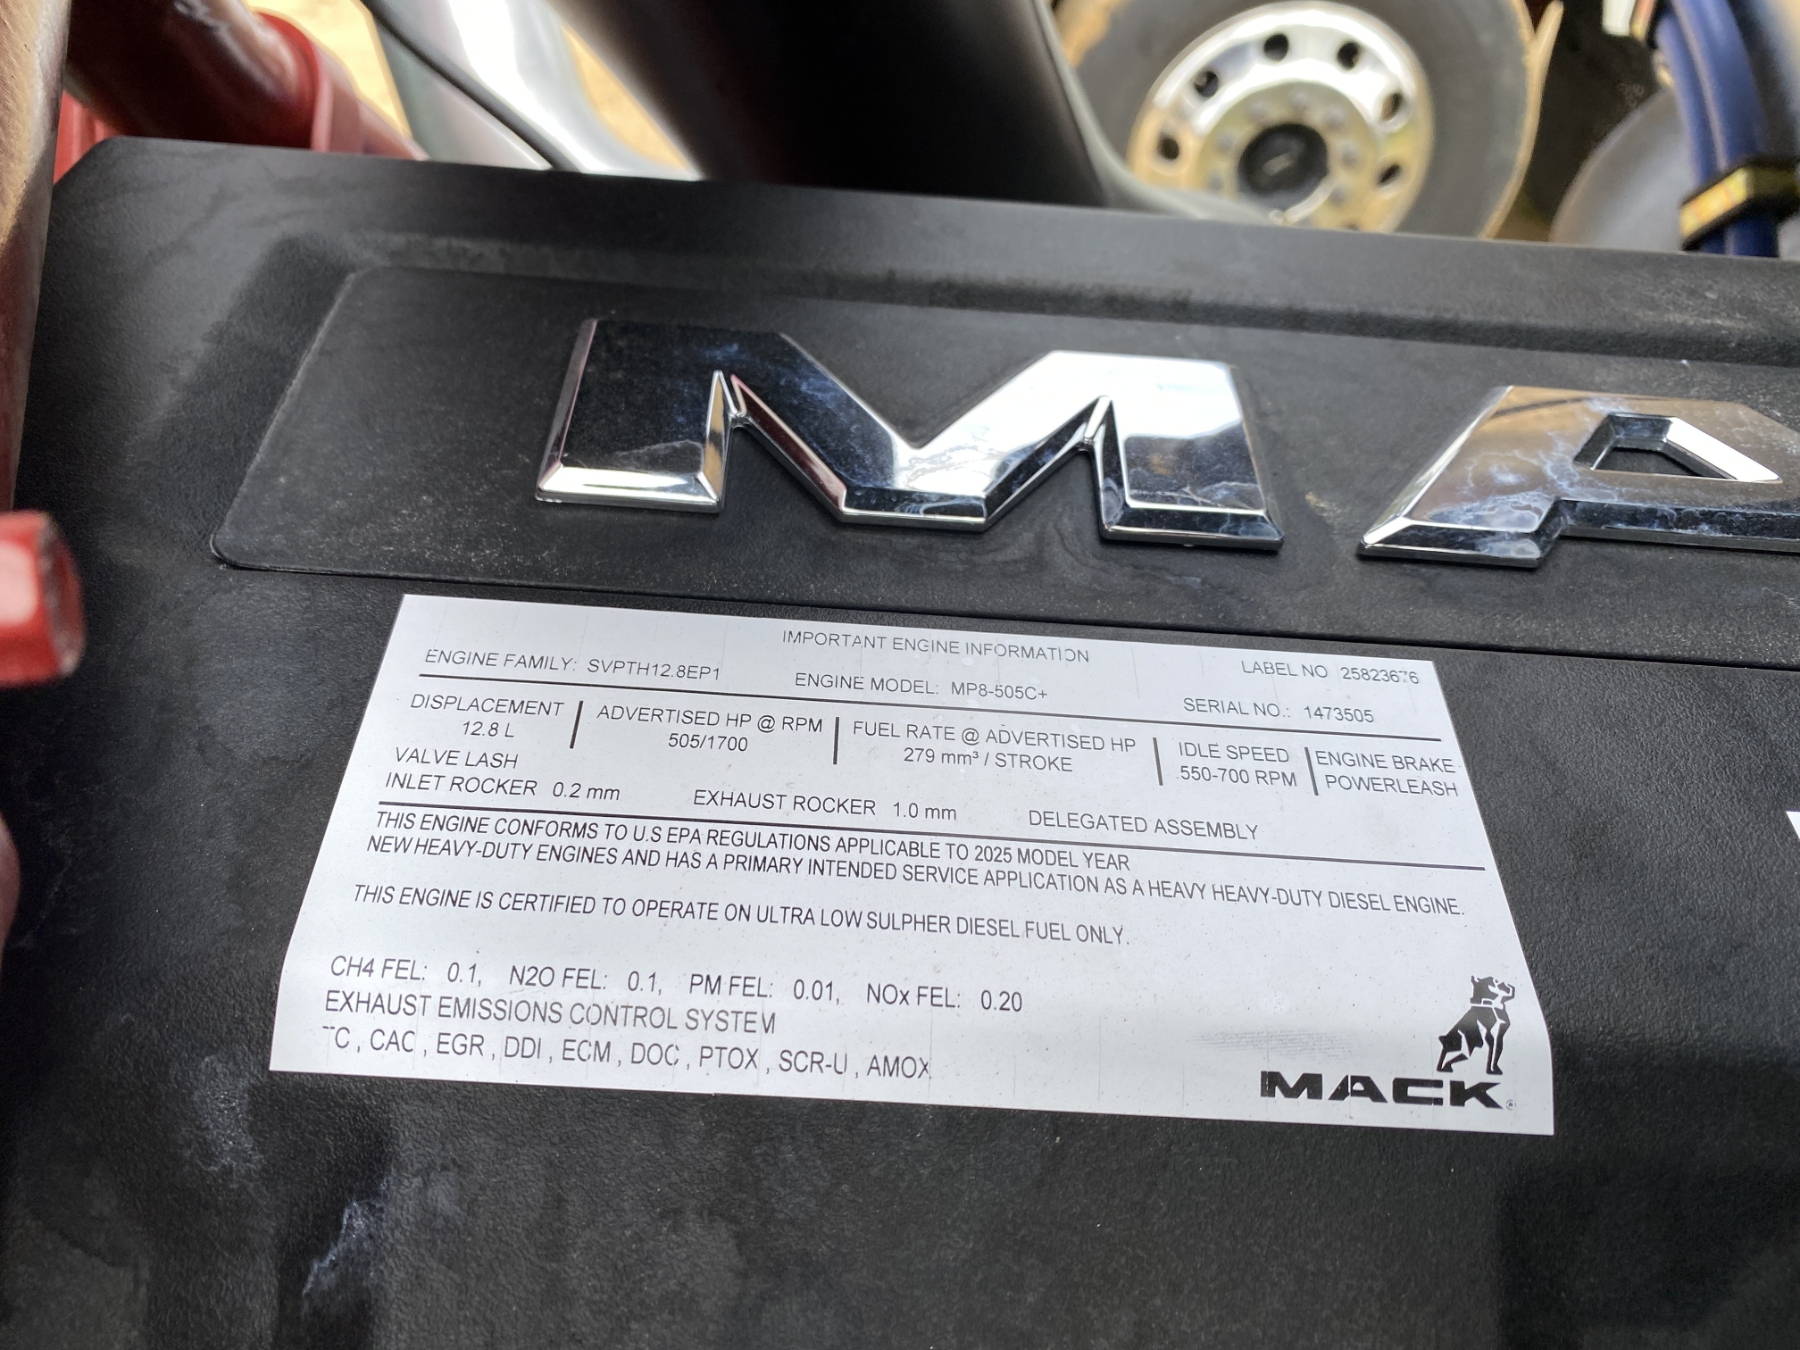 MA
IMPORTANT ENGINE INFORMATION
ENGINE FAMILY: SVPTH12.8EP1 ENGINE MODEL: MP8-505C+ LABEL NO 25823676
SERIAL NO.: 1473505
DISPLACEMENT ADVERTISED HP @ RPM FUEL RATE @ ADVERTISED HP IDLE SPEED ENGINE BRAKE
12.8 L 505/1700 279 mm³ / STROKE 550-700 RPM POWERLEASH
VALVE LASH
INLET ROCKER 0.2 mm EXHAUST ROCKER 1.0 mm DELEGATED ASSEMBLY
THIS ENGINE CONFORMS TO U.S EPA REGULATIONS APPLICABLE TO 2025 MODEL YEAR
NEW HEAVY-DUTY ENGINES AND HAS A PRIMARY INTENDED SERVICE APPLICATION AS A HEAVY HEAVY-DUTY DIESEL ENGINE.
THIS ENGINE IS CERTIFIED TO OPERATE ON ULTRA LOW SULPHER DIESEL FUEL ONLY.
CH4 FEL: 0.1, N2O FEL: 0.1, PM FEL: 0.01, NOx FEL: 0.20
EXHAUST EMISSIONS CONTROL SYSTEM
TC, CAC, EGR, DDI, ECM, DOC, PTOX, SCR-U, AMOX
MACK®